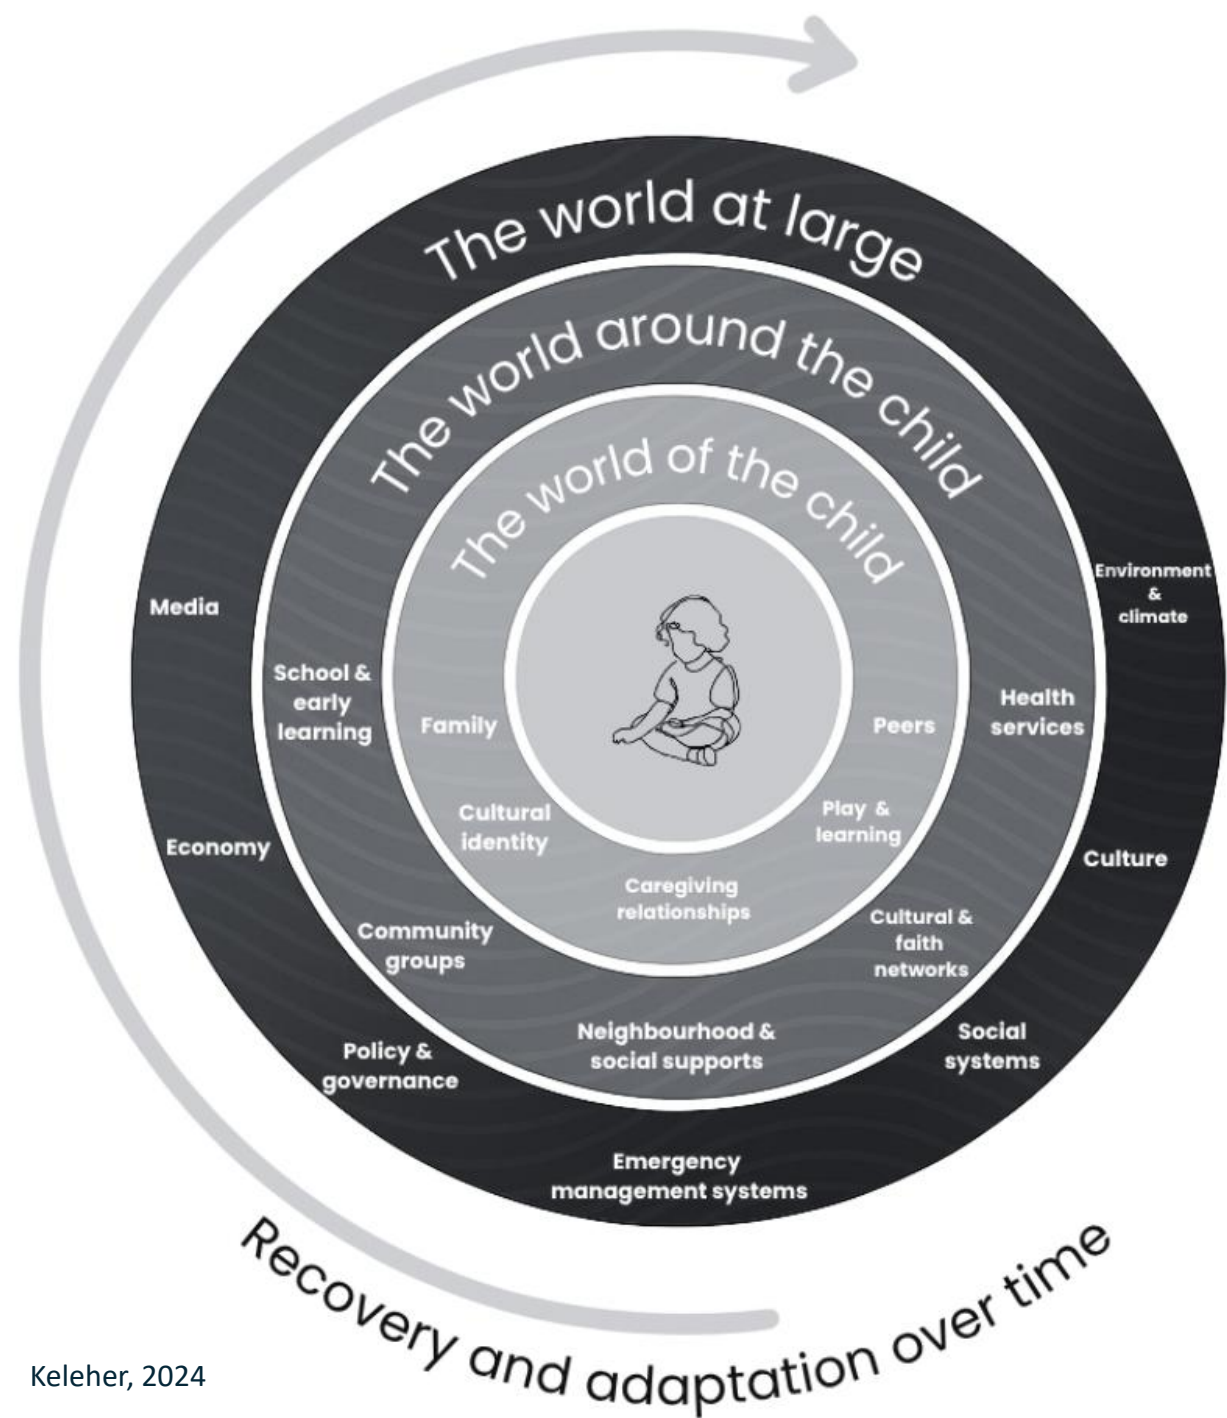 The world at large
The world around the child
The world of the child
Environment
&
climate
Media
School &
early
learning
Family
Peers
Health
services
Cultural
identity
Play &
learning
Economy
Culture
Caregiving
relationships
Community
groups
Cultural &
faith
networks
Neighbourhood &
social supports
Social
systems
Policy &
governance
Emergency
management systems
Recovery and adaptation over time
Keleher, 2024